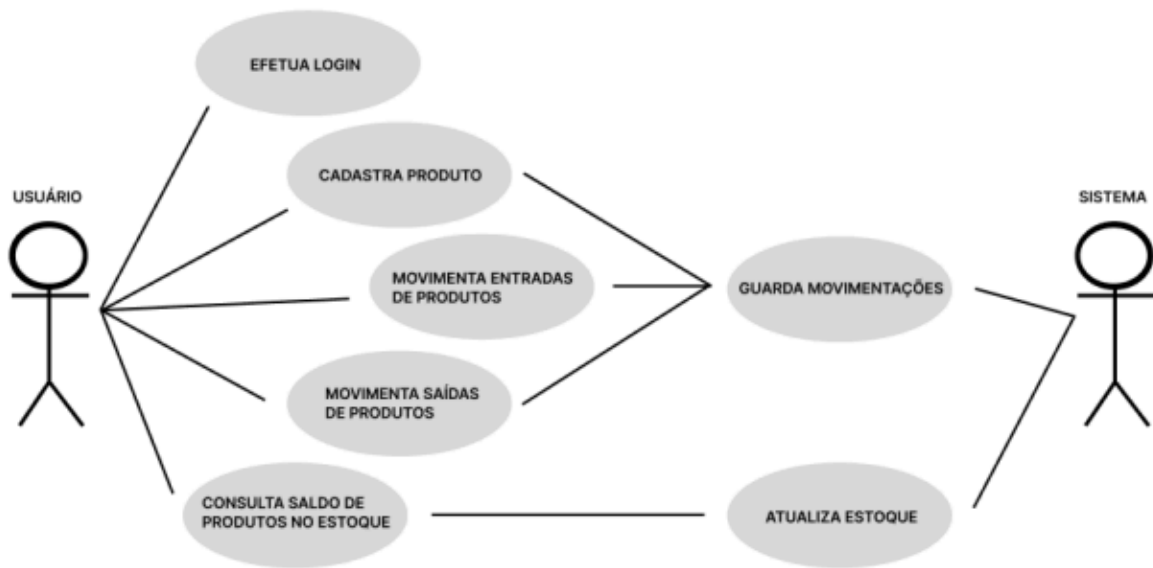 EFETUA LOGIN
CADASTRA PRODUTO
USUÁRIO
SISTEMA
MOVIMENTA ENTRADAS
DE PRODUTOS
GUARDA MOVIMENTAÇÕES
MOVIMENTA SAÍDAS
DE PRODUTOS
CONSULTA SALDO DE
PRODUTOS NO ESTOQUE
ATUALIZA ESTOQUE